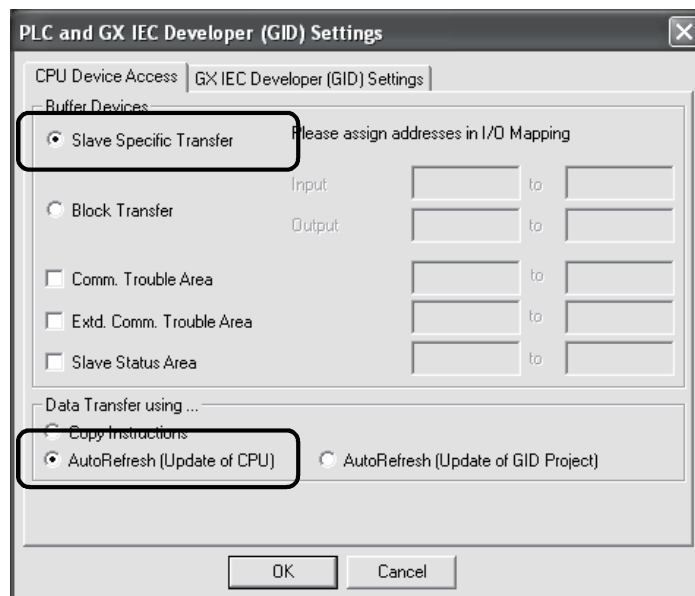 PLC and GX IEC Developer (GID) Settings
CPU Device Access GX IEC Developer (GID) Settings
Buffer Devices
Slave Specific Transfer Please assign addresses in I/O Mapping
Input to
Block Transfer
Output to
Comm. Trouble Area to
Extd. Comm. Trouble Area to
Slave Status Area to
Data Transfer using ...
Copy Instructions
AutoRefresh (Update of CPU) AutoRefresh (Update of GID Project)
OK Cancel